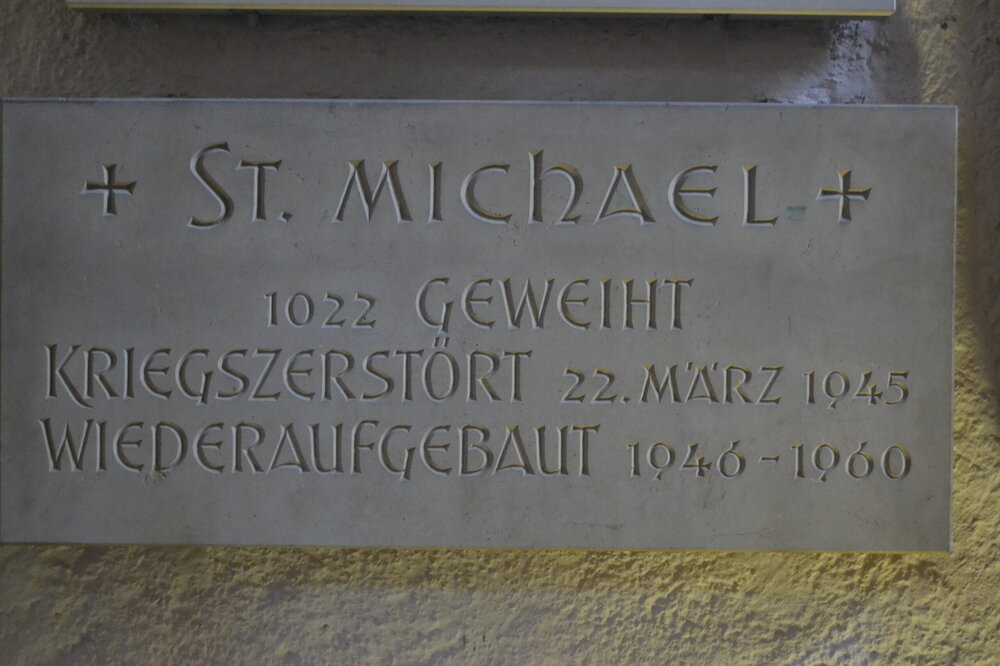 + St. Michael +
1022 GEWEIHT
KRIEGSZERSTÖRT 22. MÄRZ 1945
WIEDERAUFGEBAUT 1946 - 1960